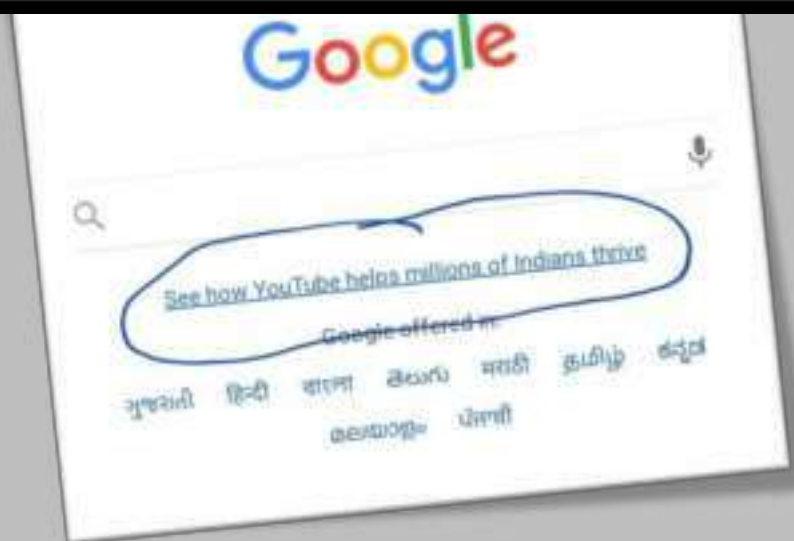 Google
See how YouTube helps millions of Indians thrive
Google offered in:
ગુજરાતી हिन्दी বাংলা తెలుగు मराठी தமிழ் ಕನ್ನಡ
മലയാളം ਪੰਜਾਬੀ